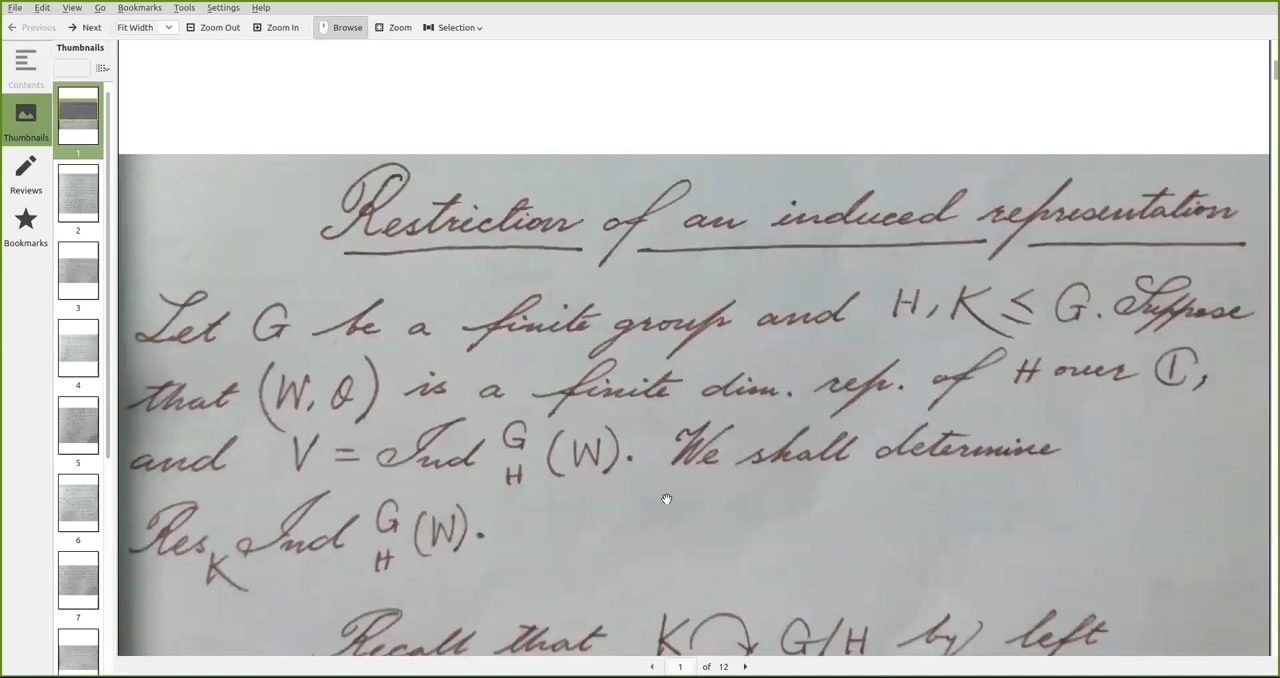 File Edit View Go Bookmarks Tools Settings Help
Previous Next Fit Width Zoom Out Zoom In Browse Zoom Selection
Thumbnails
Contents
Thumbnails
Reviews
Bookmarks
1
2
3
4
5
6
7
Restriction of an induced representation
Let G be a finite group and H, K ≤ G. Suppose
that (W, θ) is a finite dim. rep. of H over ℂ,
and V = Ind G H (W). We shall determine
Res K Ind G H (W).
Recall that K ↷ G/H by left
1 of 12